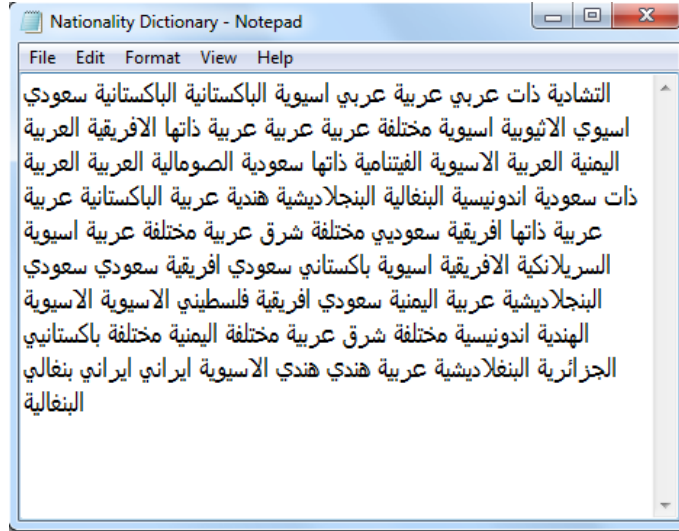 Nationality Dictionary - Notepad
File Edit Format View Help
التشادية ذات عربي عربية عربي اسيوية الباكستانية الباكستانية سعودي
اسيوي الاثيوبية اسيوية مختلفة عربية عربية عربية ذاتها الافريقية العربية
اليمنية العربية الاسيوية الفيتنامية ذاتها سعودية الصومالية العربية العربية
ذات سعودية اندونيسية البنغالية البنجلاديشية هندية عربية الباكستانية عربية
عربية ذاتها افريقية سعوديي مختلفة شرق عربية مختلفة عربية اسيوية
السريلانكية الافريقية اسيوية باكستاني سعودي افريقية سعودي سعودي
البنجلاديشية عربية اليمنية سعودي افريقية فلسطيني الاسيوية الاسيوية
الهندية اندونيسية مختلفة شرق عربية مختلفة اليمنية مختلفة باكستانيي
الجزائرية البنغلاديشية عربية هندي هندي الاسيوية ايراني ايراني بنغالي
البنغالية